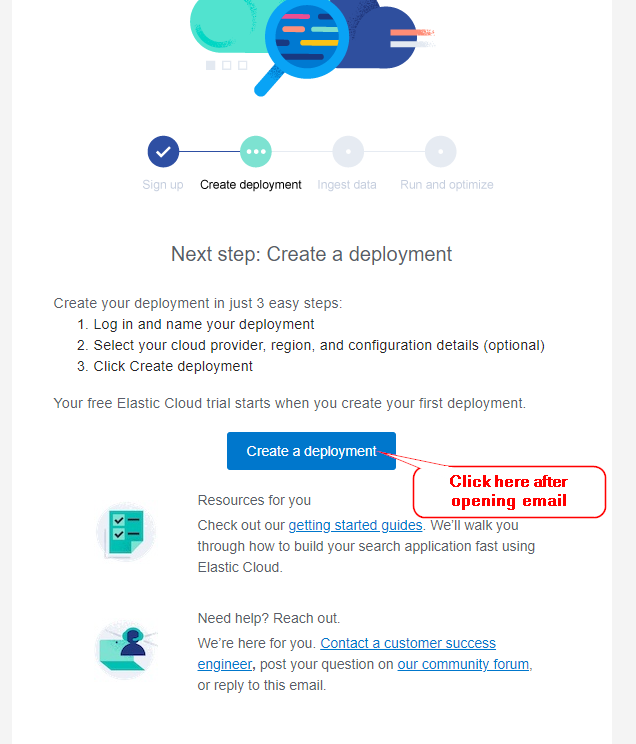 Sign up
Create deployment
Ingest data
Run and optimize
Next step: Create a deployment
Create your deployment in just 3 easy steps:
1. Log in and name your deployment
2. Select your cloud provider, region, and configuration details (optional)
3. Click Create deployment
Your free Elastic Cloud trial starts when you create your first deployment.
Create a deployment
Click here after
opening email
Resources for you
Check out our getting started guides. We’ll walk you
through how to build your search application fast using
Elastic Cloud.
Need help? Reach out.
We’re here for you. Contact a customer success
engineer, post your question on our community forum,
or reply to this email.